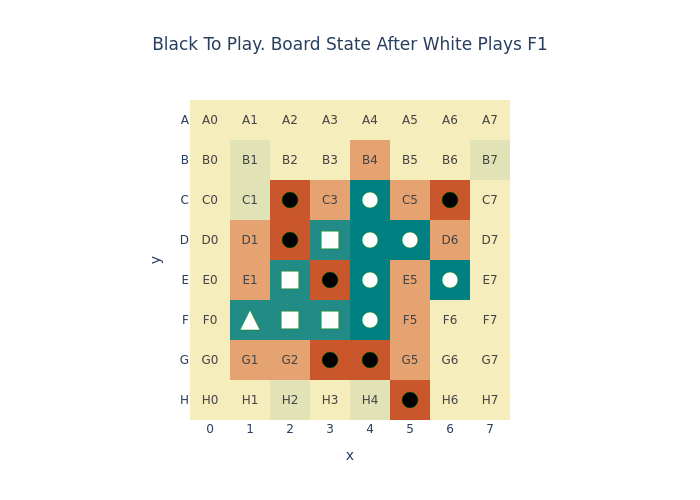 Black To Play. Board State After White Plays F1
A A0 A1 A2 A3 A4 A5 A6 A7
B B0 B1 B2 B3 B4 B5 B6 B7
C C0 C1 C3 C5 C7
D D0 D1 D6 D7
y
E E0 E1 E5 E7
F F0 F5 F6 F7
G G0 G1 G2 G5 G6 G7
H H0 H1 H2 H3 H4 H6 H7
0 1 2 3 4 5 6 7
x